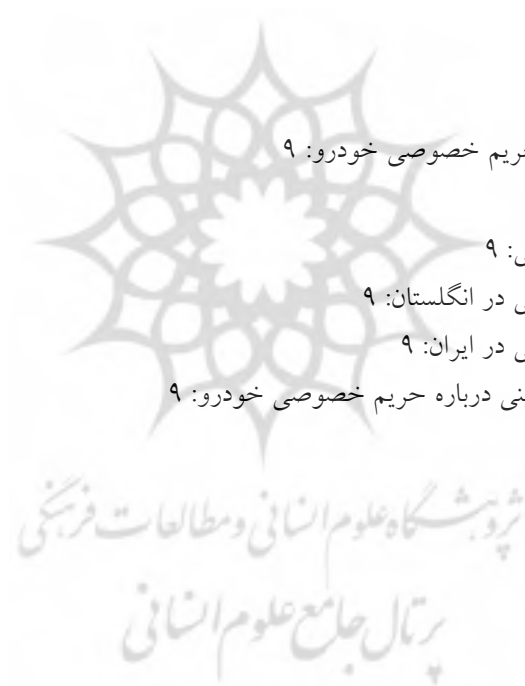 حریم خصوصی خودرو: ۹
: ۹
در انگلستان: ۹
در ایران: ۹
درباره حریم خصوصی خودرو: ۹
پژوهشگاه علوم انسانی و مطالعات فرهنگی
پرتال جامع علوم انسانی